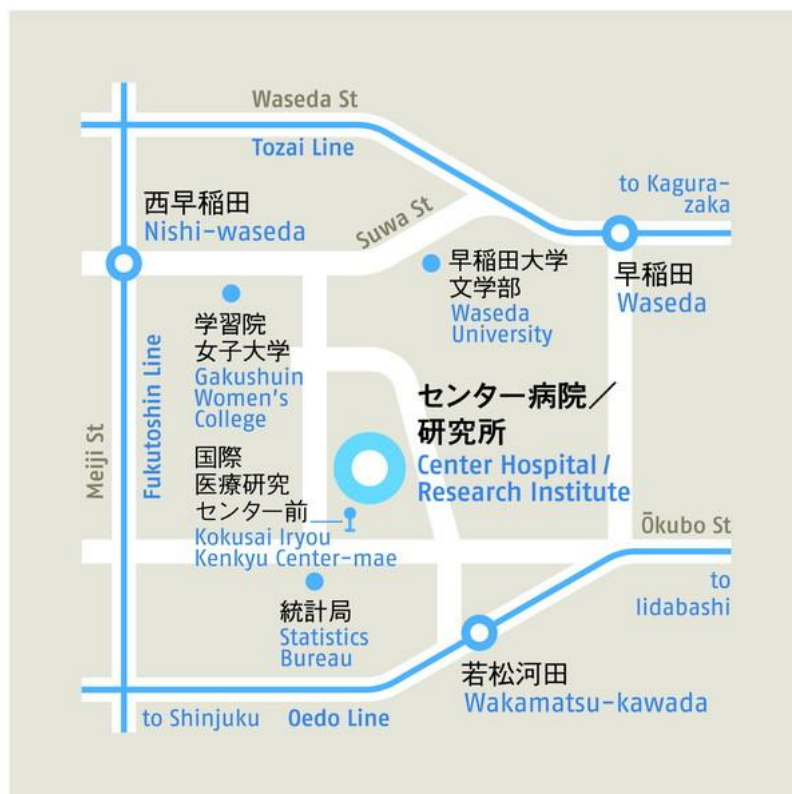 Waseda St
Tozai Line
to Kagura-
zaka
西早稲田
Nishi-waseda
Suwa St
早稲田大学
文学部
Waseda
University
早稲田
Waseda
学習院
女子大学
Gakushuin
Women's
College
Meiji St
Fukutoshin Line
センター病院／
研究所
Center Hospital /
Research Institute
国際
医療研究
センター前
Kokusai Iryou
Kenkyu Center-mae
Ōkubo St
to
Iidabashi
統計局
Statistics
Bureau
若松河田
Wakamatsu-kawada
to Shinjuku
Oedo Line